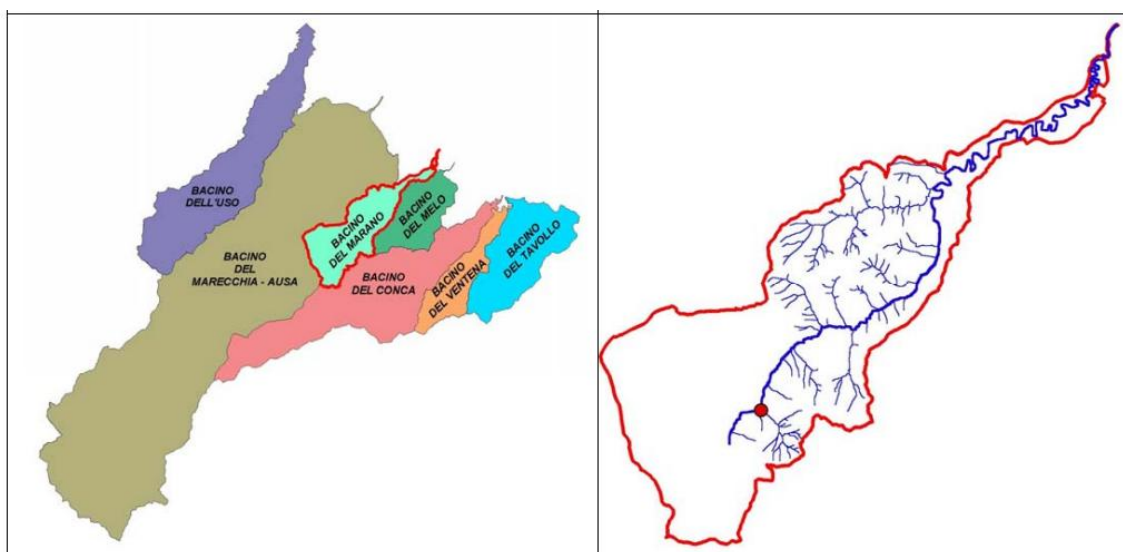 BACINO
DELL'USO
BACINO
DEL
MARECCHIA - AUSA
BACINO
DEL MARANO
BACINO
DEL MELO
BACINO
DEL CONCA
BACINO
DEL VENTENA
BACINO
DEL TAVOLLO